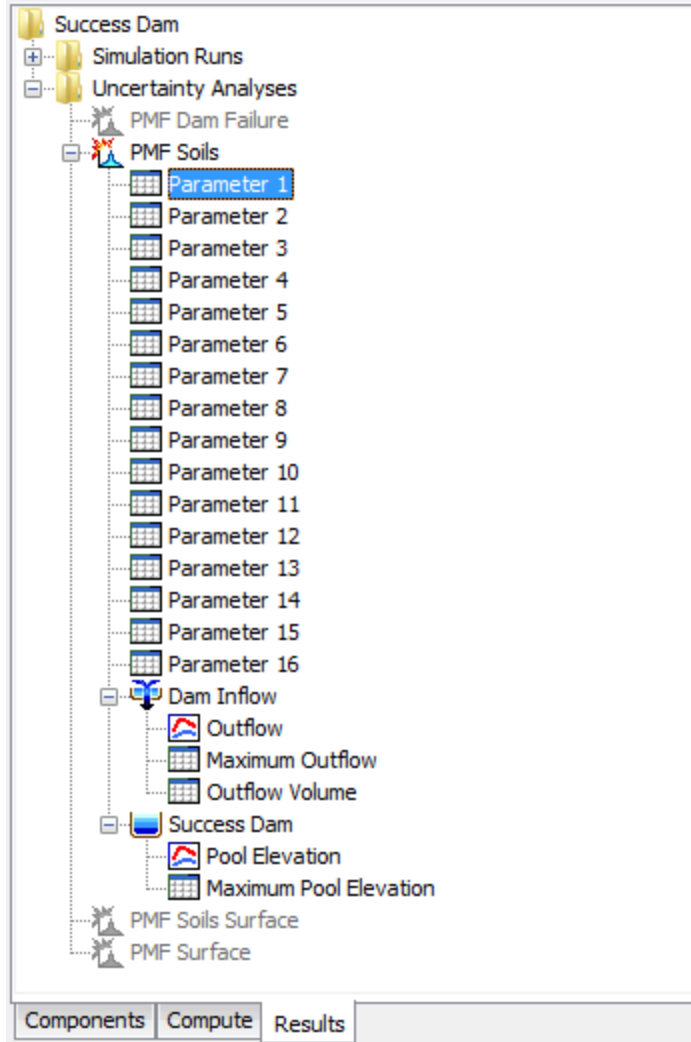 Success Dam
Simulation Runs
Uncertainty Analyses
PMF Dam Failure
PMF Soils
Parameter 1
Parameter 2
Parameter 3
Parameter 4
Parameter 5
Parameter 6
Parameter 7
Parameter 8
Parameter 9
Parameter 10
Parameter 11
Parameter 12
Parameter 13
Parameter 14
Parameter 15
Parameter 16
Dam Inflow
Outflow
Maximum Outflow
Outflow Volume
Success Dam
Pool Elevation
Maximum Pool Elevation
PMF Soils Surface
PMF Surface
Components Compute Results